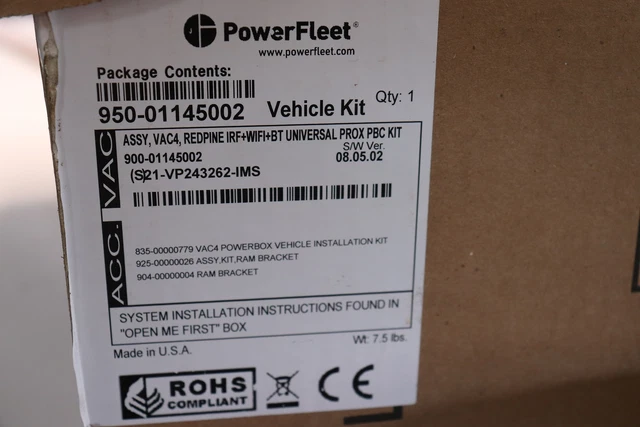 PowerFleet®
www.powerfleet.com
Package Contents:
950-01145002 Vehicle Kit Qty: 1
VAC
ASSY, VAC4, REDPINE IRF+WIFI+BT UNIVERSAL PROX PBC KIT
S/W Ver.
900-01145002 08.05.02
(S)21-VP243262-IMS
ACC.
835-00000779 VAC4 POWERBOX VEHICLE INSTALLATION KIT
925-00000026 ASSY,KIT,RAM BRACKET
904-00000004 RAM BRACKET
SYSTEM INSTALLATION INSTRUCTIONS FOUND IN
"OPEN ME FIRST" BOX
Made in U.S.A. Wt: 7.5 lbs.
ROHS
COMPLIANT
CE